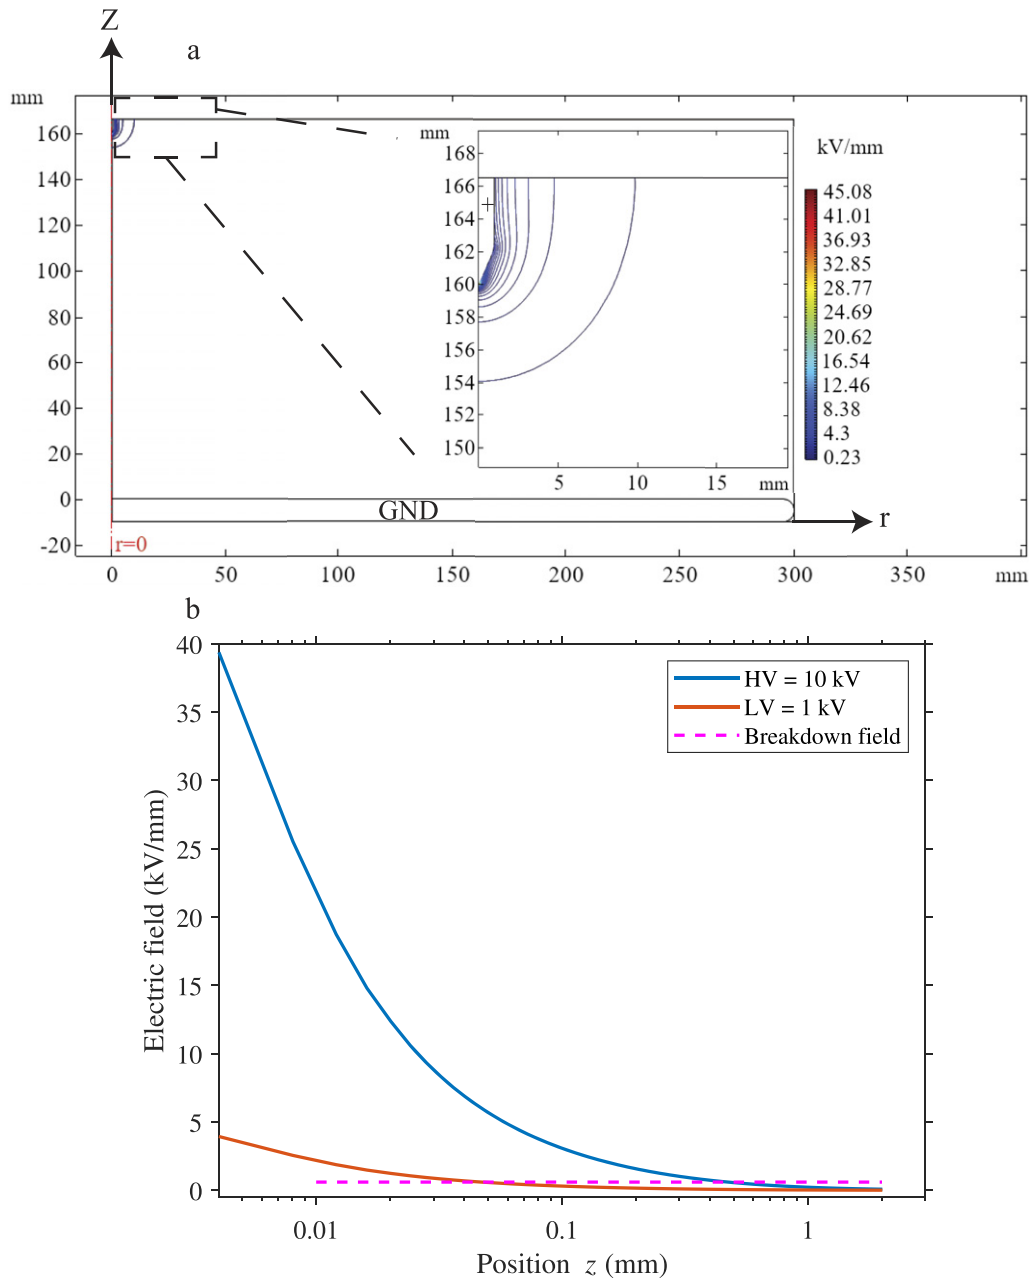 Z
a
mm
160
140
120
100
80
60
40
20
0
-20
mm
168
166
164
162
160
158
156
154
152
150
5 10 15 mm
kV/mm
45.08
41.01
36.93
32.85
28.77
24.69
20.62
16.54
12.46
8.38
4.3
0.23
GND
r
r=0
0 50 100 150 200 250 300 350 mm
b
40
35
30
25
20
15
10
5
0
Electric field (kV/mm)
HV = 10 kV
LV = 1 kV
Breakdown field
0.01 0.1 1
Position z (mm)